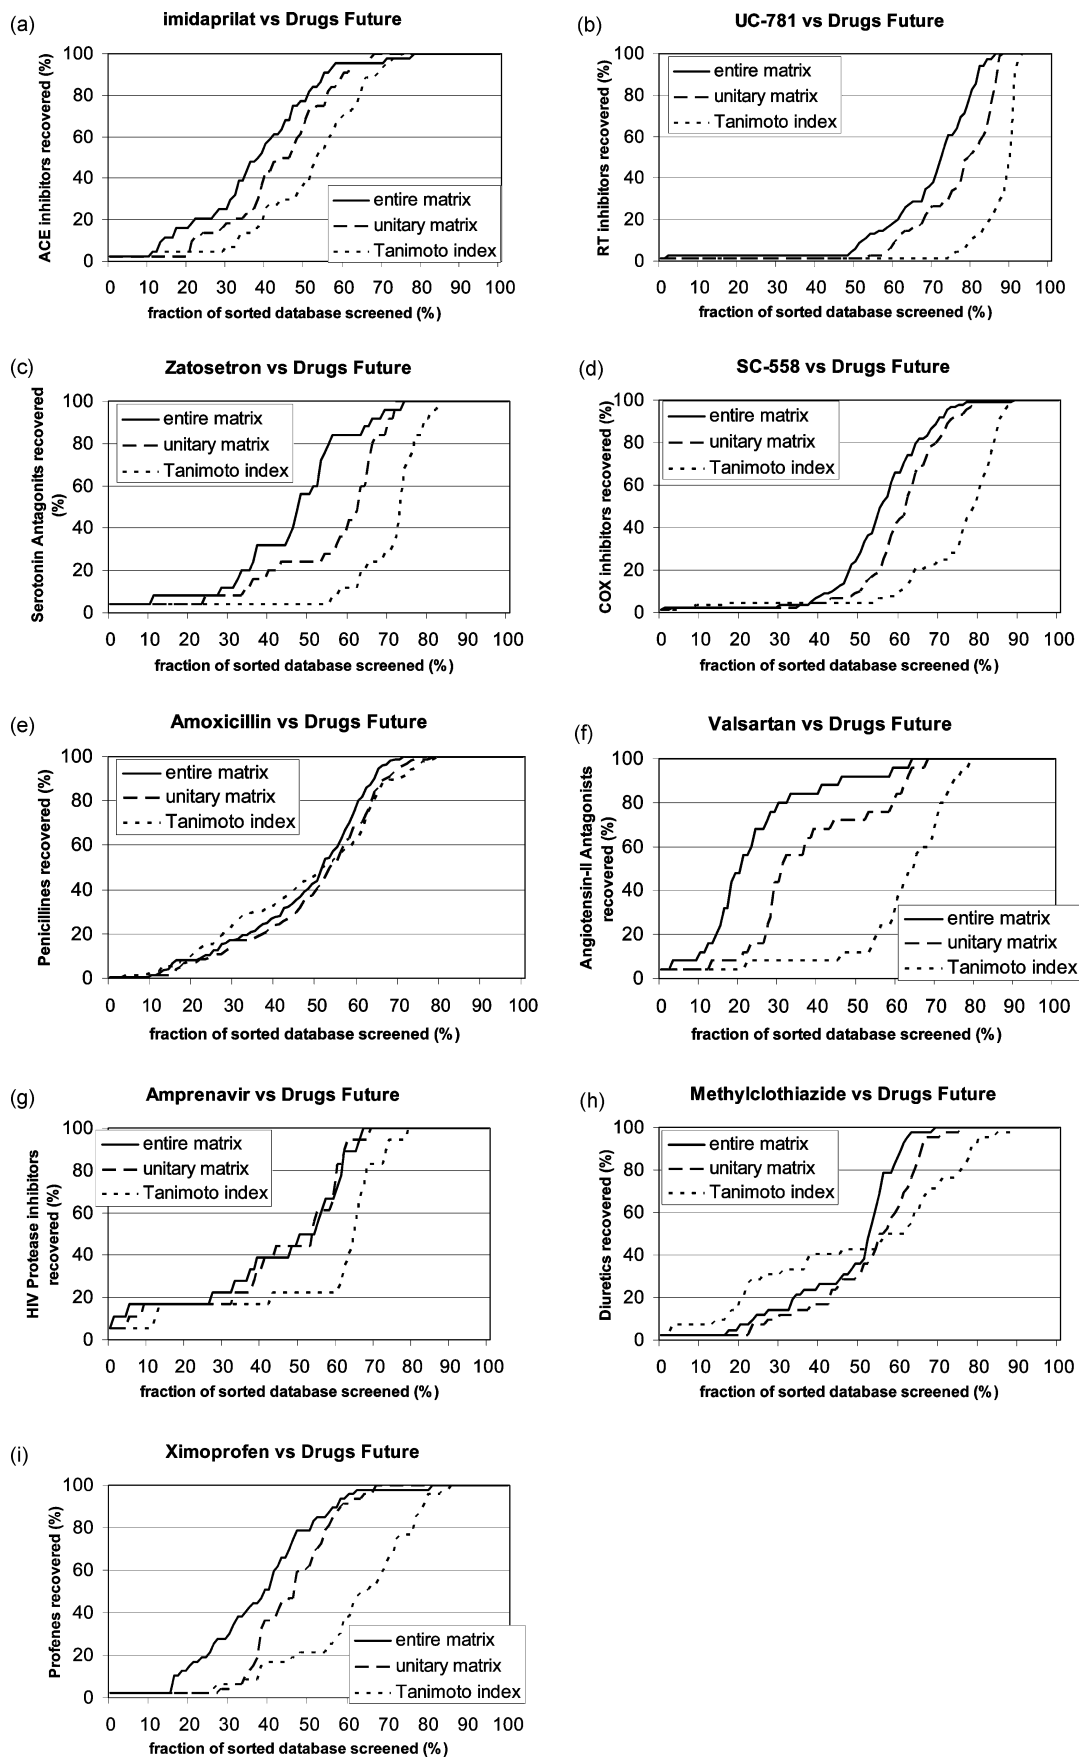 (a)
imidaprilat vs Drugs Future
ACE inhibitors recovered (%)
100
80
60
40
20
0
entire matrix
unitary matrix
Tanimoto index
0 10 20 30 40 50 60 70 80 90 100
fraction of sorted database screened (%)
(b)
UC-781 vs Drugs Future
RT inhibitors recovered (%)
100
80
60
40
20
0
entire matrix
unitary matrix
Tanimoto index
0 10 20 30 40 50 60 70 80 90 100
fraction of sorted database screened (%)
(c)
Zatosetron vs Drugs Future
Serotonin Antagonits recovered
(%)
100
80
60
40
20
0
entire matrix
unitary matrix
Tanimoto index
0 10 20 30 40 50 60 70 80 90 100
fraction of sorted database screened (%)
(d)
SC-558 vs Drugs Future
COX inhibitors recovered (%)
100
80
60
40
20
0
entire matrix
unitary matrix
Tanimoto index
0 10 20 30 40 50 60 70 80 90 100
fraction of sorted database screened (%)
(e)
Amoxicillin vs Drugs Future
Penicillines recovered (%)
100
80
60
40
20
0
entire matrix
unitary matrix
Tanimoto index
0 10 20 30 40 50 60 70 80 90 100
fraction of sorted database screened (%)
(f)
Valsartan vs Drugs Future
Angiotensin-II Antagonists
recovered (%)
100
80
60
40
20
0
entire matrix
unitary matrix
Tanimoto index
0 10 20 30 40 50 60 70 80 90 100
fraction of sorted database screened (%)
(g)
Amprenavir vs Drugs Future
HIV Protease inhibitors
recovered (%)
100
80
60
40
20
0
entire matrix
unitary matrix
Tanimoto index
0 10 20 30 40 50 60 70 80 90 100
fraction of sorted database screened (%)
(h)
Methylclothiazide vs Drugs Future
Diuretics recovered (%)
100
80
60
40
20
0
entire matrix
unitary matrix
Tanimoto index
0 10 20 30 40 50 60 70 80 90 100
fraction of sorted database screened (%)
(i)
Ximoprofen vs Drugs Future
Profenes recovered (%)
100
80
60
40
20
0
entire matrix
unitary matrix
Tanimoto index
0 10 20 30 40 50 60 70 80 90 100
fraction of sorted database screened (%)